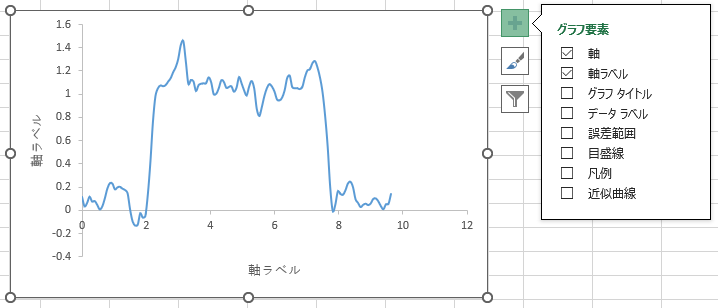 1.6
1.4
1.2
1
0.8
0.6
0.4
0.2
0
-0.2
-0.4
0 2 4 6 8 10 12
軸ラベル
軸ラベル
グラフ要素
軸
軸ラベル
グラフ タイトル
データ ラベル
誤差範囲
目盛線
凡例
近似曲線